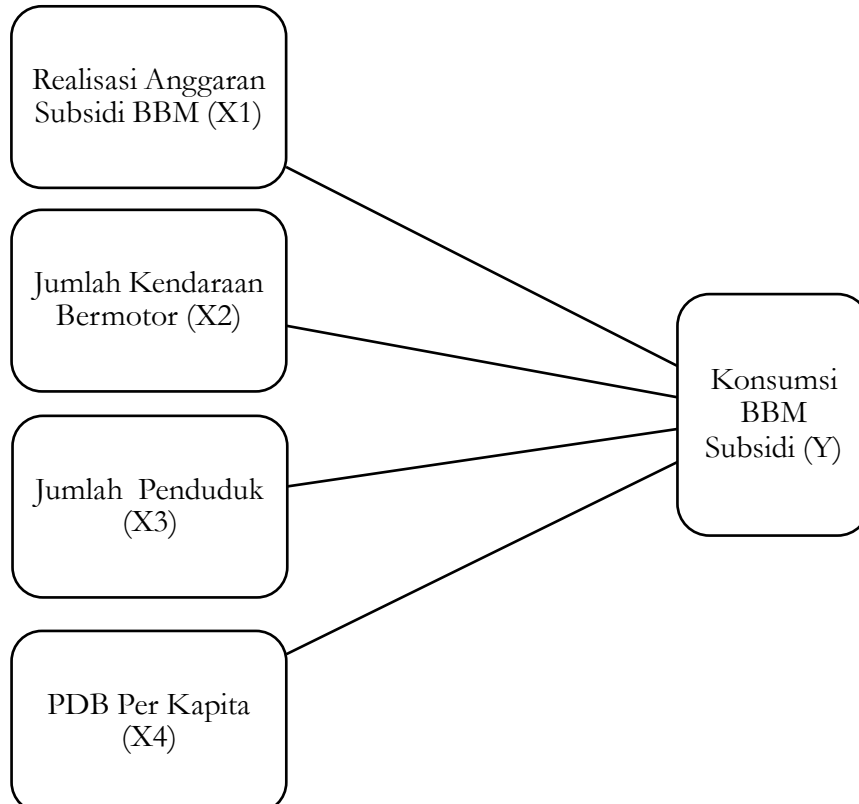 Realisasi Anggaran
Subsidi BBM (X1)
Jumlah Kendaraan
Bermotor (X2)
Jumlah Penduduk
(X3)
PDB Per Kapita
(X4)
Konsumsi
BBM
Subsidi (Y)